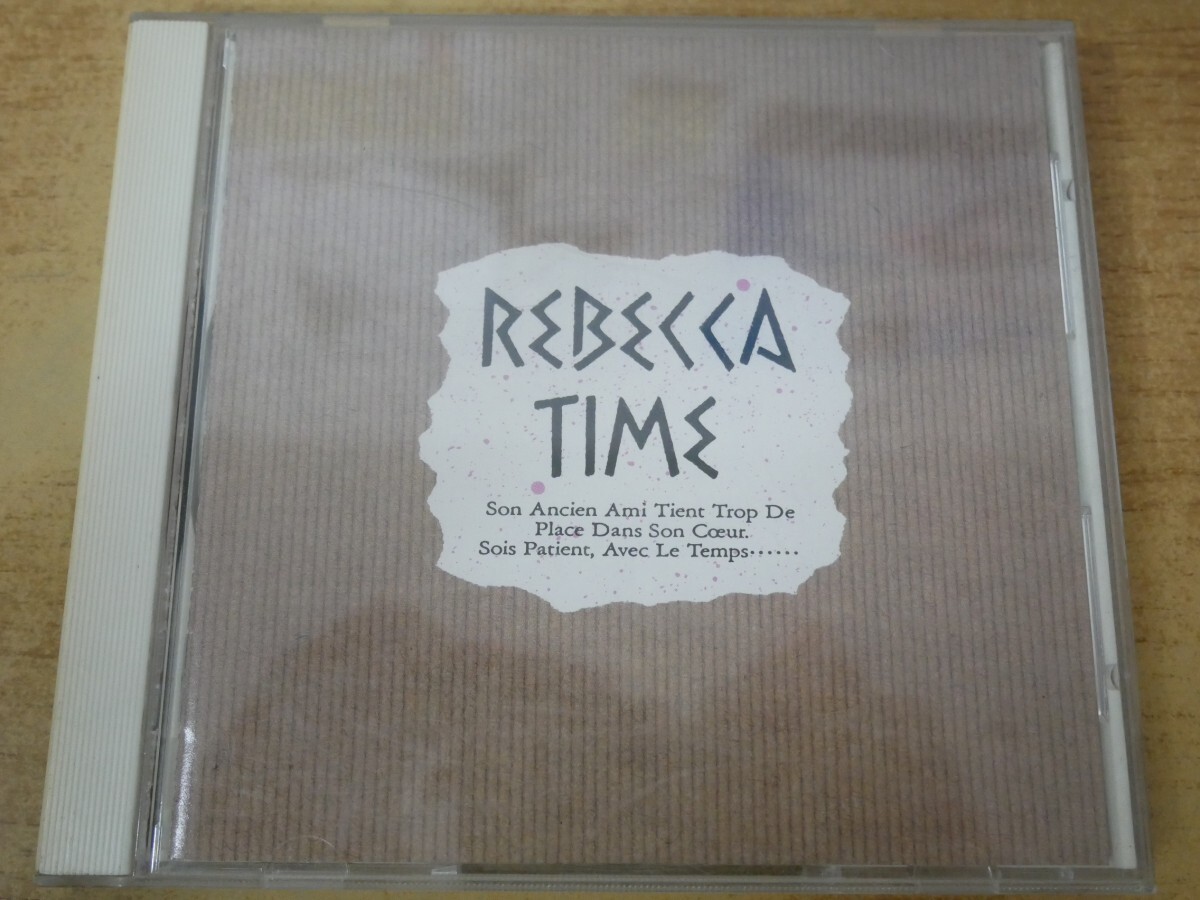 REBECCA
TIME
Son Ancien Ami Tient Trop De
Place Dans Son Cœur.
Sois Patient, Avec Le Temps……